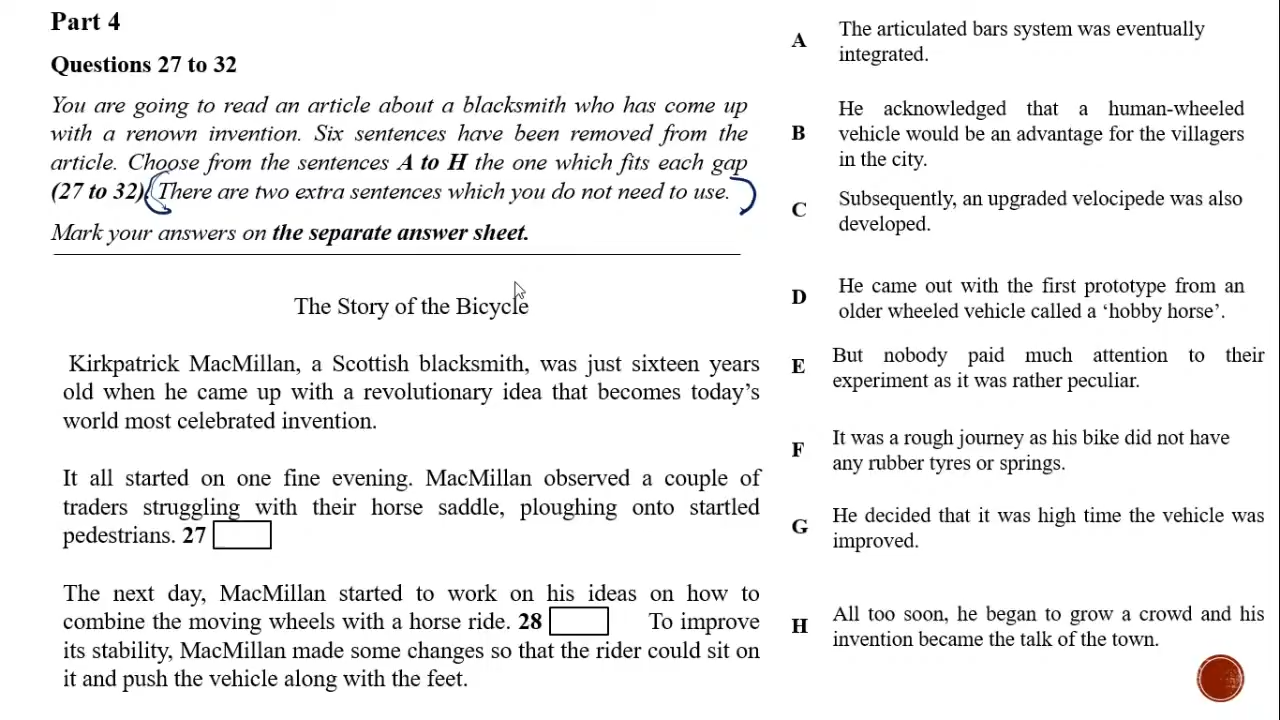 Part 4
Questions 27 to 32
You are going to read an article about a blacksmith who has come up
with a renown invention. Six sentences have been removed from the
article. Choose from the sentences A to H the one which fits each gap
(27 to 32). There are two extra sentences which you do not need to use.
Mark your answers on the separate answer sheet.
The Story of the Bicycle
Kirkpatrick MacMillan, a Scottish blacksmith, was just sixteen years
old when he came up with a revolutionary idea that becomes today's
world most celebrated invention.
It all started on one fine evening. MacMillan observed a couple of
traders struggling with their horse saddle, ploughing onto startled
pedestrians. 27
The next day, MacMillan started to work on his ideas on how to
combine the moving wheels with a horse ride. 28 To improve
its stability, MacMillan made some changes so that the rider could sit on
it and push the vehicle along with the feet.
A The articulated bars system was eventually
integrated.
B He acknowledged that a human-wheeled
vehicle would be an advantage for the villagers
in the city.
C Subsequently, an upgraded velocipede was also
developed.
D He came out with the first prototype from an
older wheeled vehicle called a 'hobby horse'.
E But nobody paid much attention to their
experiment as it was rather peculiar.
F It was a rough journey as his bike did not have
any rubber tyres or springs.
G He decided that it was high time the vehicle was
improved.
H All too soon, he began to grow a crowd and his
invention became the talk of the town.